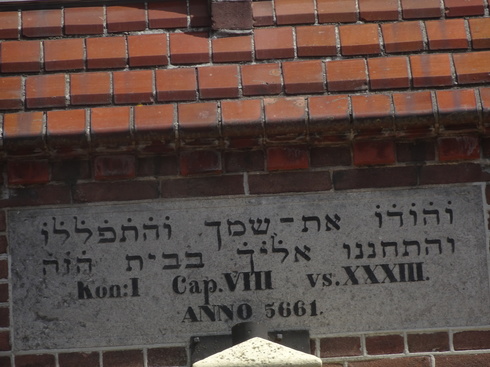 והודו את־שמך והתפללו
והתחננו אליך בבית הזה
Kon:I Cap.VIII vs.XXXIII.
ANNO 5661.